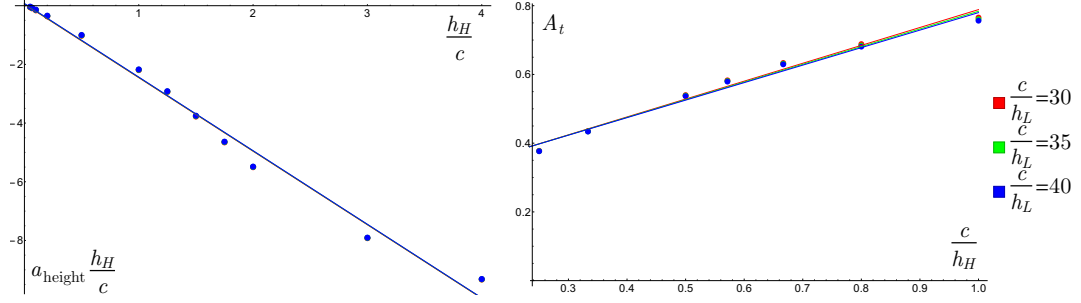 1 2 3 4
-2
-4
-6
-8
h_H/c
a_height h_H/c
A_t
0.8
0.6
0.4
0.2
0.3 0.4 0.5 0.6 0.7 0.8 0.9 1.0
c/h_H
c/h_L=30
c/h_L=35
c/h_L=40